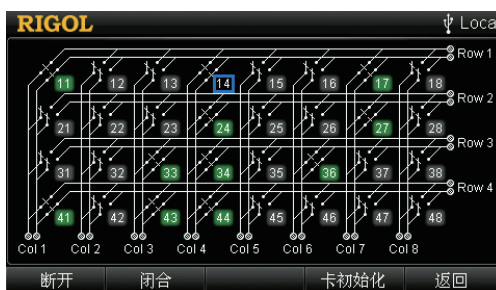 RIGOL Loca
Row 1
11 12 13 14 15 16 17 18
Row 2
21 22 23 24 25 26 27 28
Row 3
31 32 33 34 35 36 37 38
Row 4
41 42 43 44 45 46 47 48
Col 1 Col 2 Col 3 Col 4 Col 5 Col 6 Col 7 Col 8
断开 闭合 卡初始化 返回